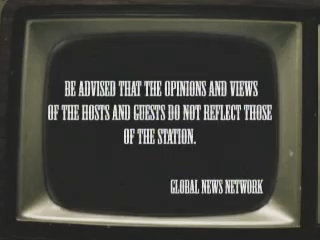 BE ADVISED THAT THE OPINIONS AND VIEWS
OF THE HOSTS AND GUESTS DO NOT REFLECT THOSE
OF THE STATION.
GLOBAL NEWS NETWORK